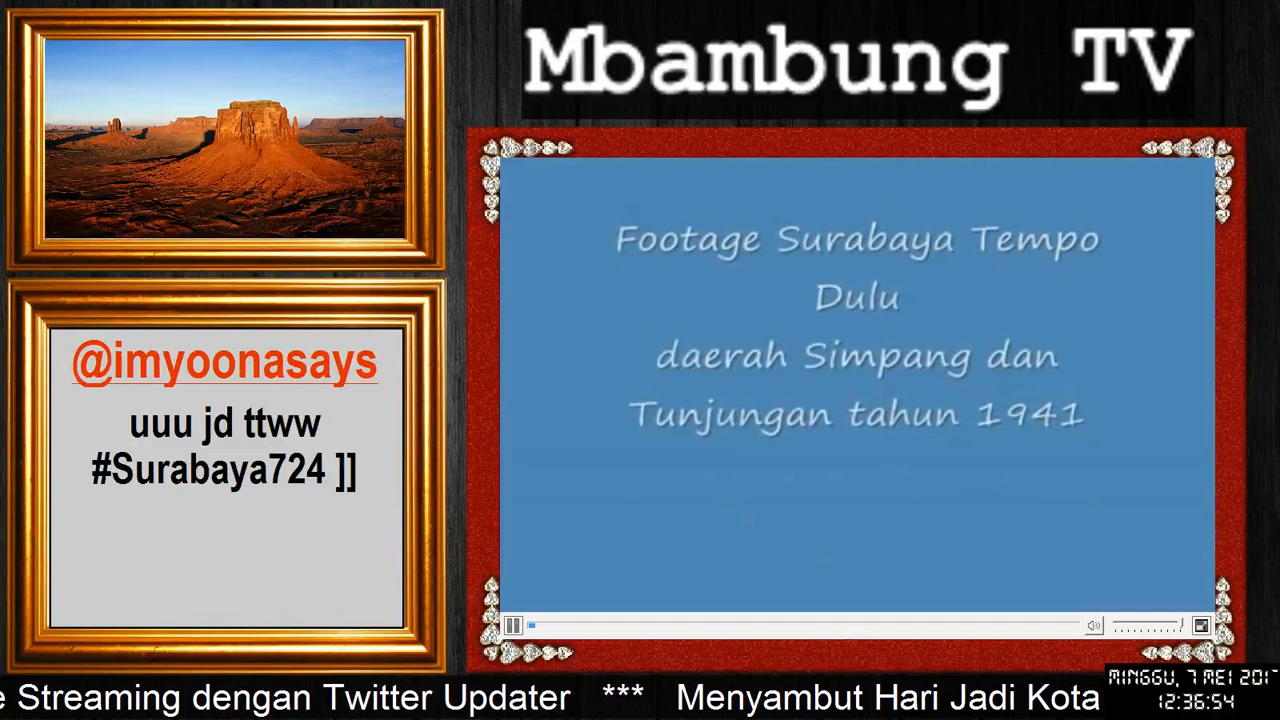 Mbambung TV
Footage Surabaya Tempo
Dulu
daerah Simpang dan
Tunjungan tahun 1941
@imyoonasays
uuu jd ttww
#Surabaya724 ]]
e Streaming dengan Twitter Updater *** Menyambut Hari Jadi Kota
MINGGU, 7 MEI 2017
12:36:54